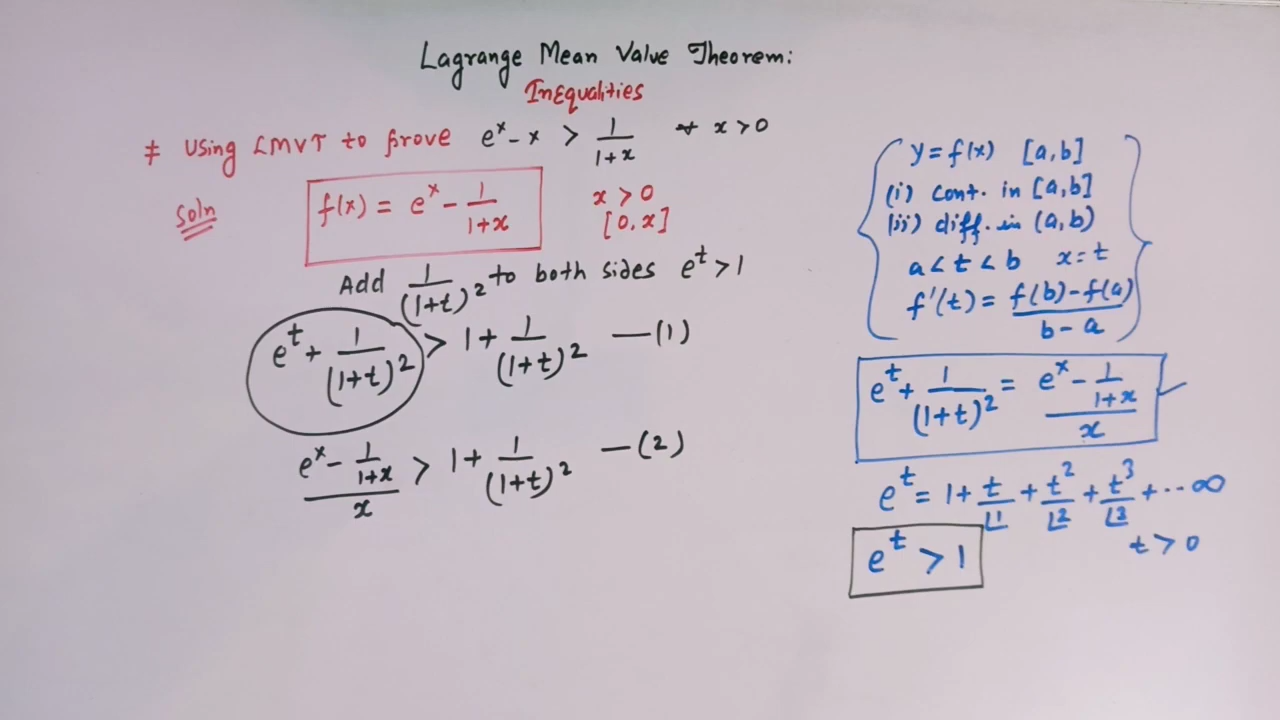 Lagrange Mean Value Theorem:
Inequalities
# Using LMVT to prove e^x - x > 1/(1+x) ∀ x > 0
Soln
f(x) = e^x - 1/(1+x)
x > 0
[0, x]
Add 1/(1+t)^2 to both sides e^t > 1
e^t + 1/(1+t)^2 > 1 + 1/(1+t)^2 —(1)
(e^x - 1/(1+x))/x > 1 + 1/(1+t)^2 —(2)
y = f(x) [a, b]
(i) cont. in [a, b]
(ii) diff. in (a, b)
a < t < b x = t
f'(t) = (f(b) - f(a))/(b - a)
e^t + 1/(1+t)^2 = (e^x - 1/(1+x))/x
e^t = 1 + t/∟1 + t^2/∟2 + t^3/∟3 + ... ∞
t > 0
e^t > 1